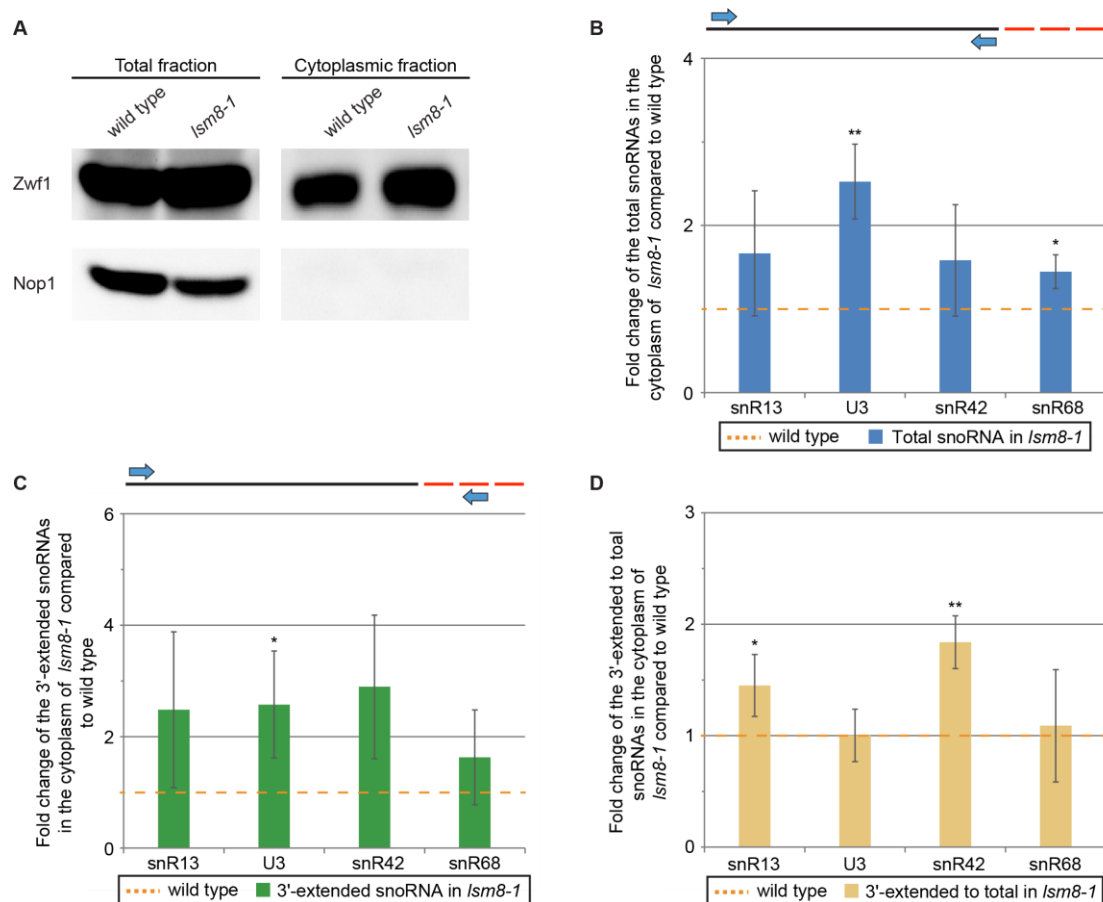 A
Total fraction
Cytoplasmic fraction
wild type
lsm8-1
wild type
lsm8-1
Zwf1
Nop1
B
Fold change of the total snoRNAs in the
cytoplasm of lsm8-1 compared to wild type
4
2
0
**
*
snR13
U3
snR42
snR68
wild type
Total snoRNA in lsm8-1
C
Fold change of the 3'-extended snoRNAs
in the cytoplasm of lsm8-1 compared
to wild type
6
4
2
0
*
snR13
U3
snR42
snR68
wild type
3'-extended snoRNA in lsm8-1
D
Fold change of the 3'-extended to toal
snoRNAs in the cytoplasm of
lsm8-1 compared to wild type
3
2
1
0
*
**
snR13
U3
snR42
snR68
wild type
3'-extended to total in lsm8-1